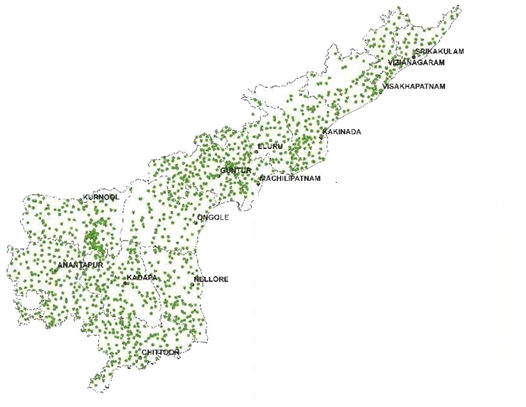 SRIKAKULAM
VIZIANAGARAM
VISAKHAPATNAM
KAKINADA
ELURU
GUNTUR
MACHILIPATNAM
KURNOOL
ONGOLE
ANANTAPUR
KADAPA
NELLORE
CHITTOOR